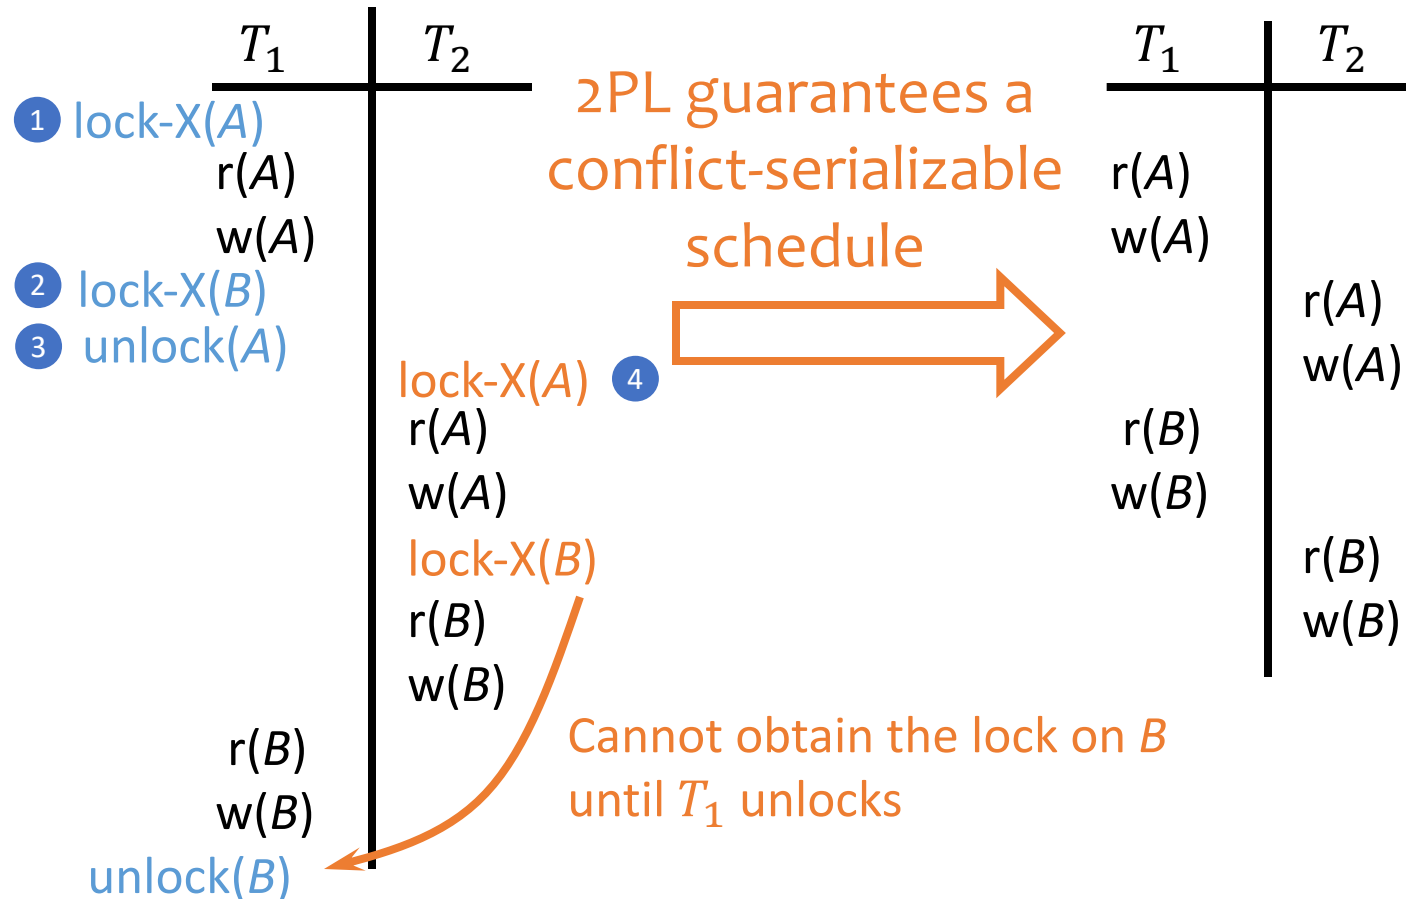 T₁ T₂
1 lock-X(A)
r(A)
w(A)
2 lock-X(B)
3 unlock(A)
lock-X(A) 4
r(A)
w(A)
lock-X(B)
r(B)
w(B)
r(B)
w(B)
unlock(B)
2PL guarantees a
conflict-serializable
schedule
Cannot obtain the lock on B
until T₁ unlocks
T₁ T₂
r(A)
w(A)
r(A)
w(A)
r(B)
w(B)
r(B)
w(B)